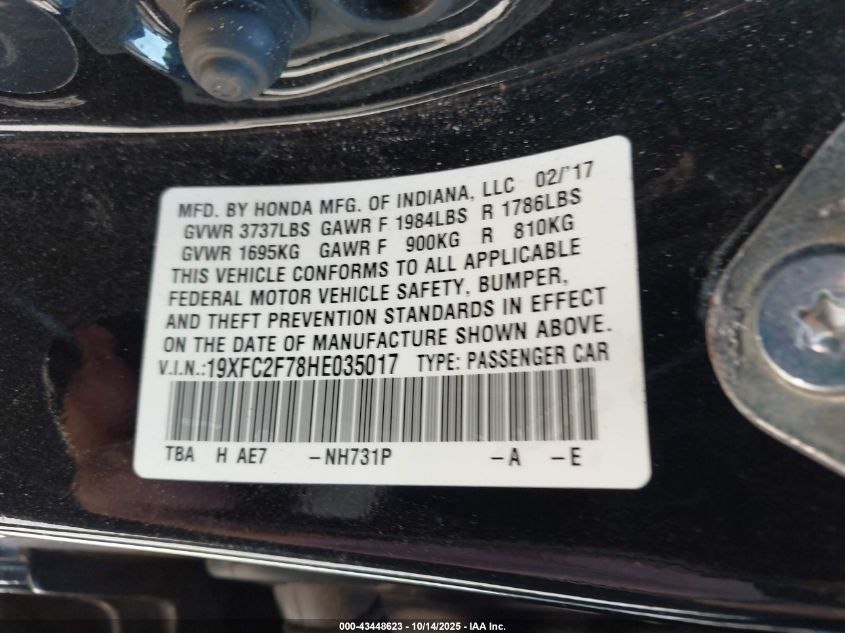 MFD. BY HONDA MFG. OF INDIANA, LLC 02/'17
GVWR 3737LBS GAWR F 1984LBS R 1786LBS
GVWR 1695KG GAWR F 900KG R 810KG
THIS VEHICLE CONFORMS TO ALL APPLICABLE
FEDERAL MOTOR VEHICLE SAFETY, BUMPER,
AND THEFT PREVENTION STANDARDS IN EFFECT
ON THE DATE OF MANUFACTURE SHOWN ABOVE.
V.I.N.:19XFC2F78HE035017 TYPE: PASSENGER CAR
TBA H AE7 -NH731P -A -E
000-43448623 - 10/14/2025 - IAA Inc.